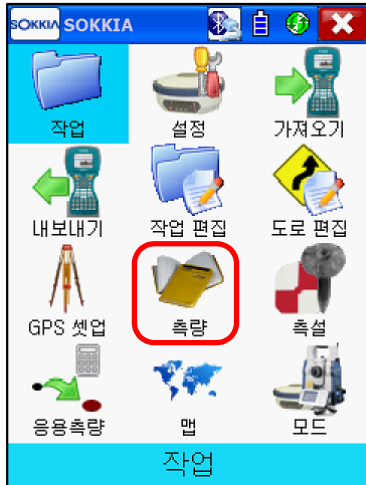 SOKKIA SOKKIA
작업 설정 가져오기
내보내기 작업 편집 도로 편집
GPS 셋업 측량 측설
응용측량 맵 모드
작업